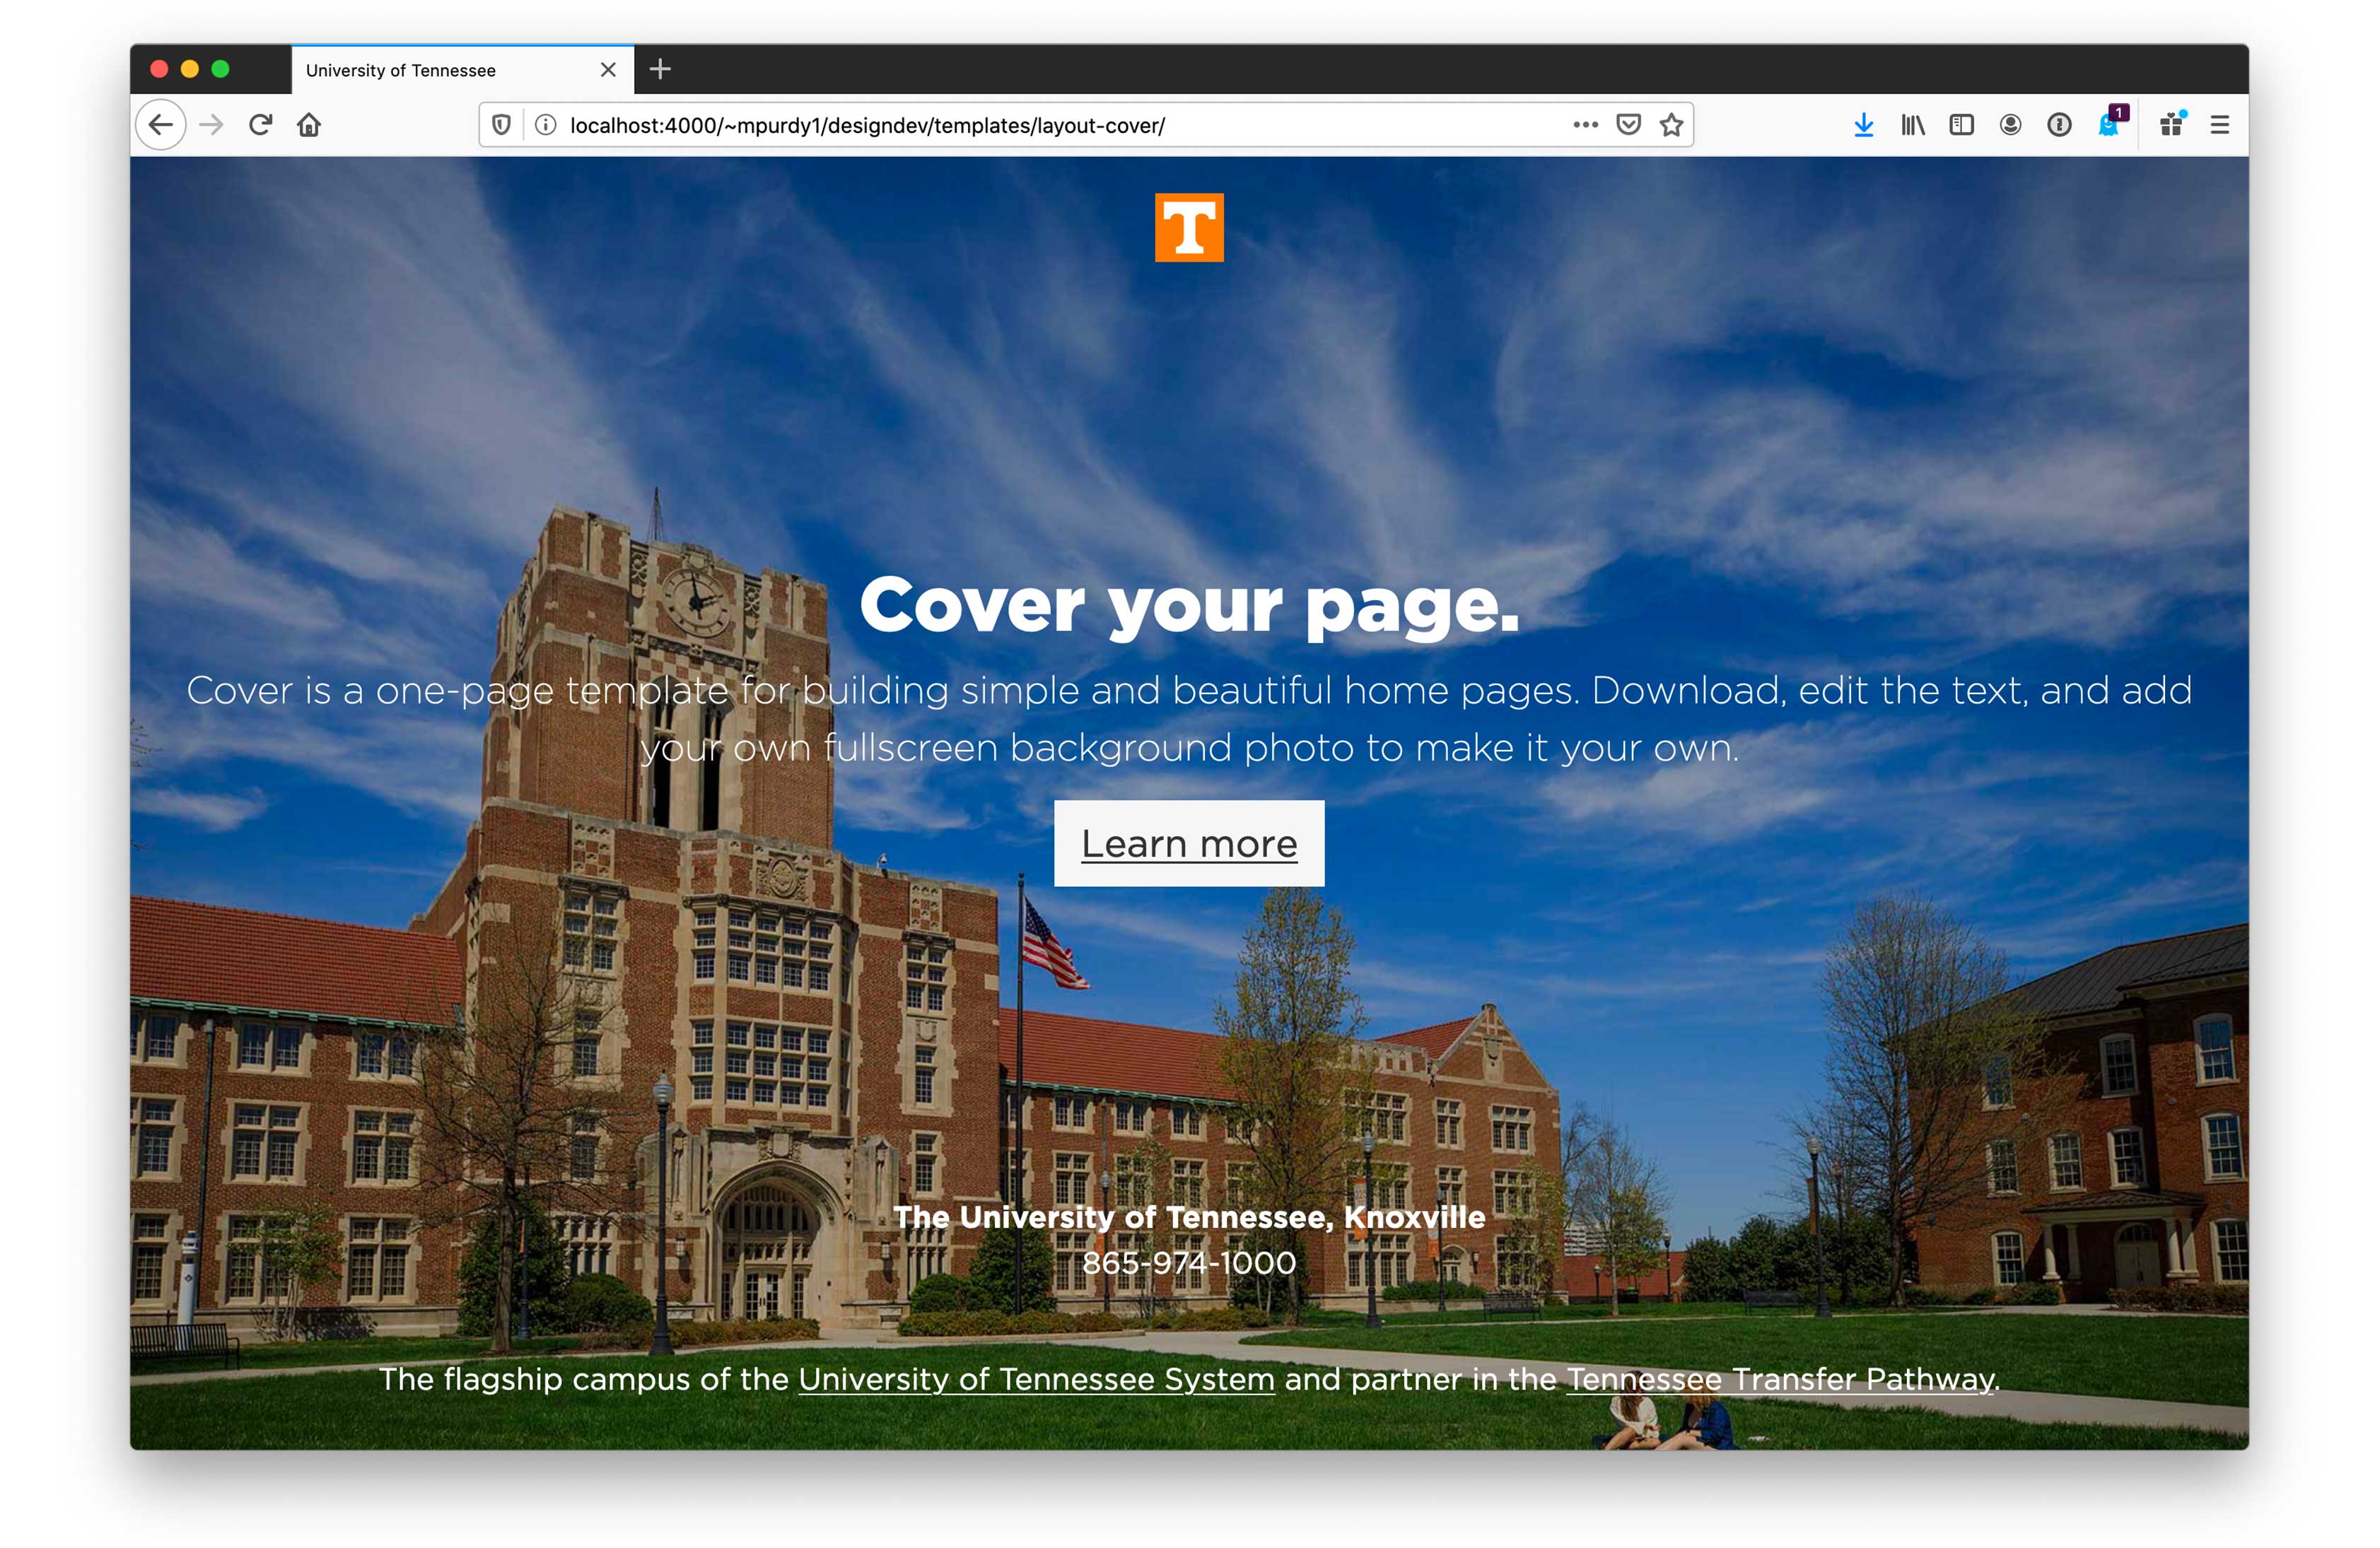 University of Tennessee
localhost:4000/~mpurdy1/designdev/templates/layout-cover/
1
T
Cover your page.
Cover is a one-page template for building simple and beautiful home pages. Download, edit the text, and add
your own fullscreen background photo to make it your own.
Learn more
The University of Tennessee, Knoxville
865-974-1000
The flagship campus of the University of Tennessee System and partner in the Tennessee Transfer Pathway.